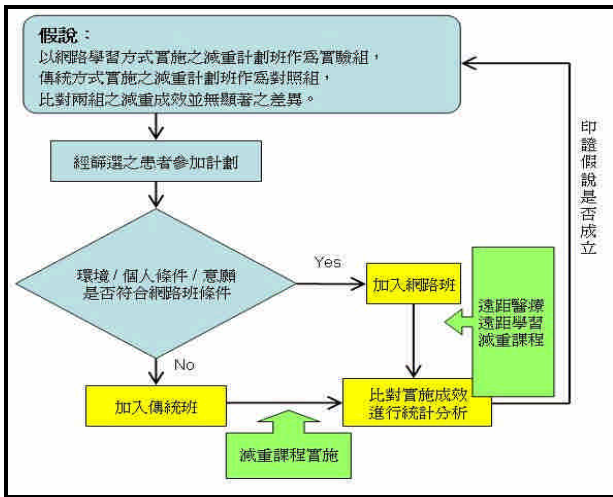 假說：
以網路學習方式實施之減重計劃班作為實驗組，
傳統方式實施之減重計劃班作為對照組，
比對兩組之減重成效並無顯著之差異。
經篩選之患者參加計劃
環境 / 個人條件 / 意願
是否符合網路班條件
Yes
加入網路班
遠距醫療
遠距學習
減重課程
No
加入傳統班
比對實施成效
進行統計分析
減重課程實施
印證假說是否成立